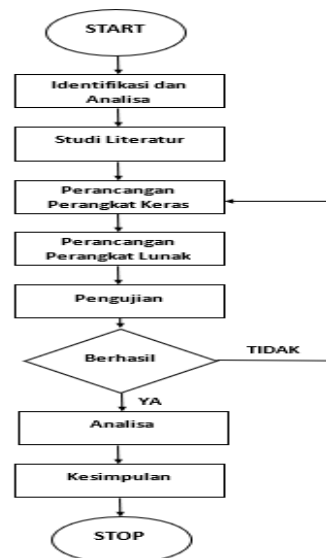 START
Identifikasi dan
Analisa
Studi Literatur
Perancangan
Perangkat Keras
Perancangan
Perangkat Lunak
Pengujian
Berhasil
TIDAK
YA
Analisa
Kesimpulan
STOP